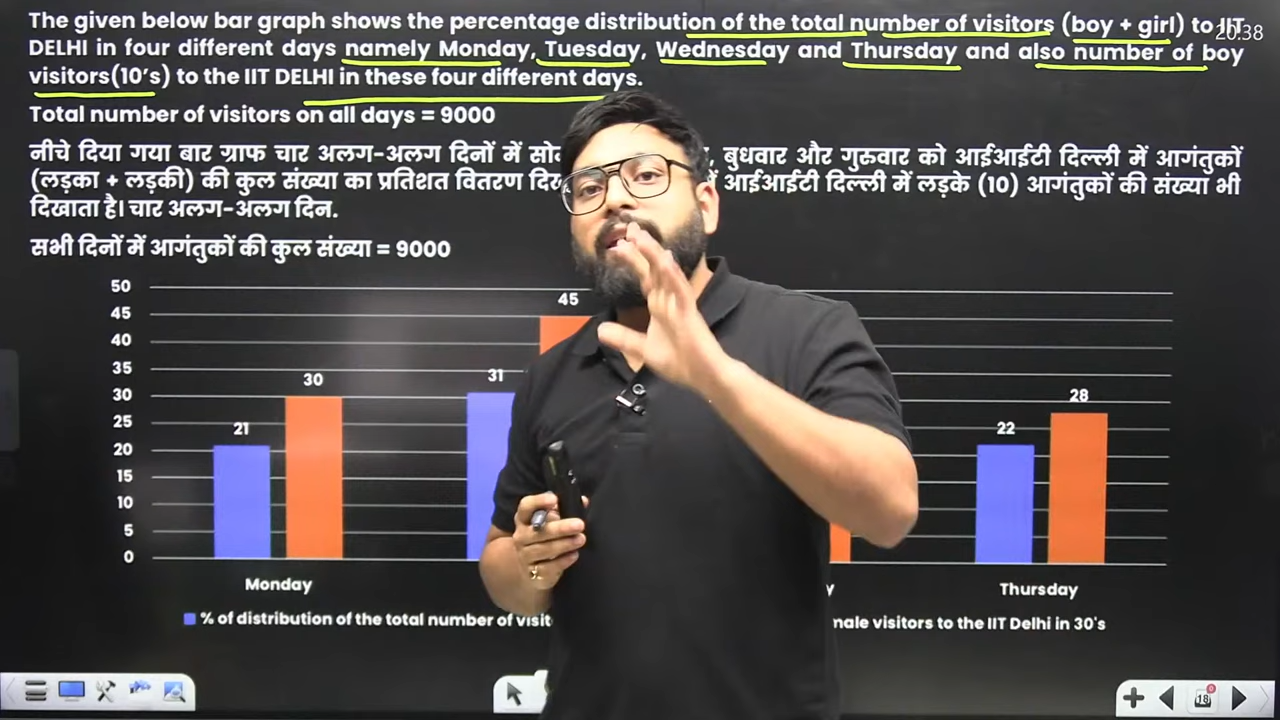 The given below bar graph shows the percentage distribution of the total number of visitors (boy + girl) to IIT
20:38
DELHI in four different days namely Monday, Tuesday, Wednesday and Thursday and also number of boy
visitors(10's) to the IIT DELHI in these four different days.
Total number of visitors on all days = 9000
नीचे दिया गया बार ग्राफ चार अलग-अलग दिनों में , बुधवार और गुरुवार को आईआईटी दिल्ली में आगंतुकों
(लड़का + लड़की) की कुल संख्या का प्रतिशत वितरण में आईआईटी दिल्ली में लड़के (10) आगंतुकों की संख्या भी
दिखाता है। चार अलग-अलग दिन.
सभी दिनों में आगंतुकों की कुल संख्या = 9000
50
45
40
35
30
25
20
15
10
5
0
21
30
31
45
22
28
Monday
Thursday
% of distribution of the total number of
visitors to the IIT Delhi in 30's
18